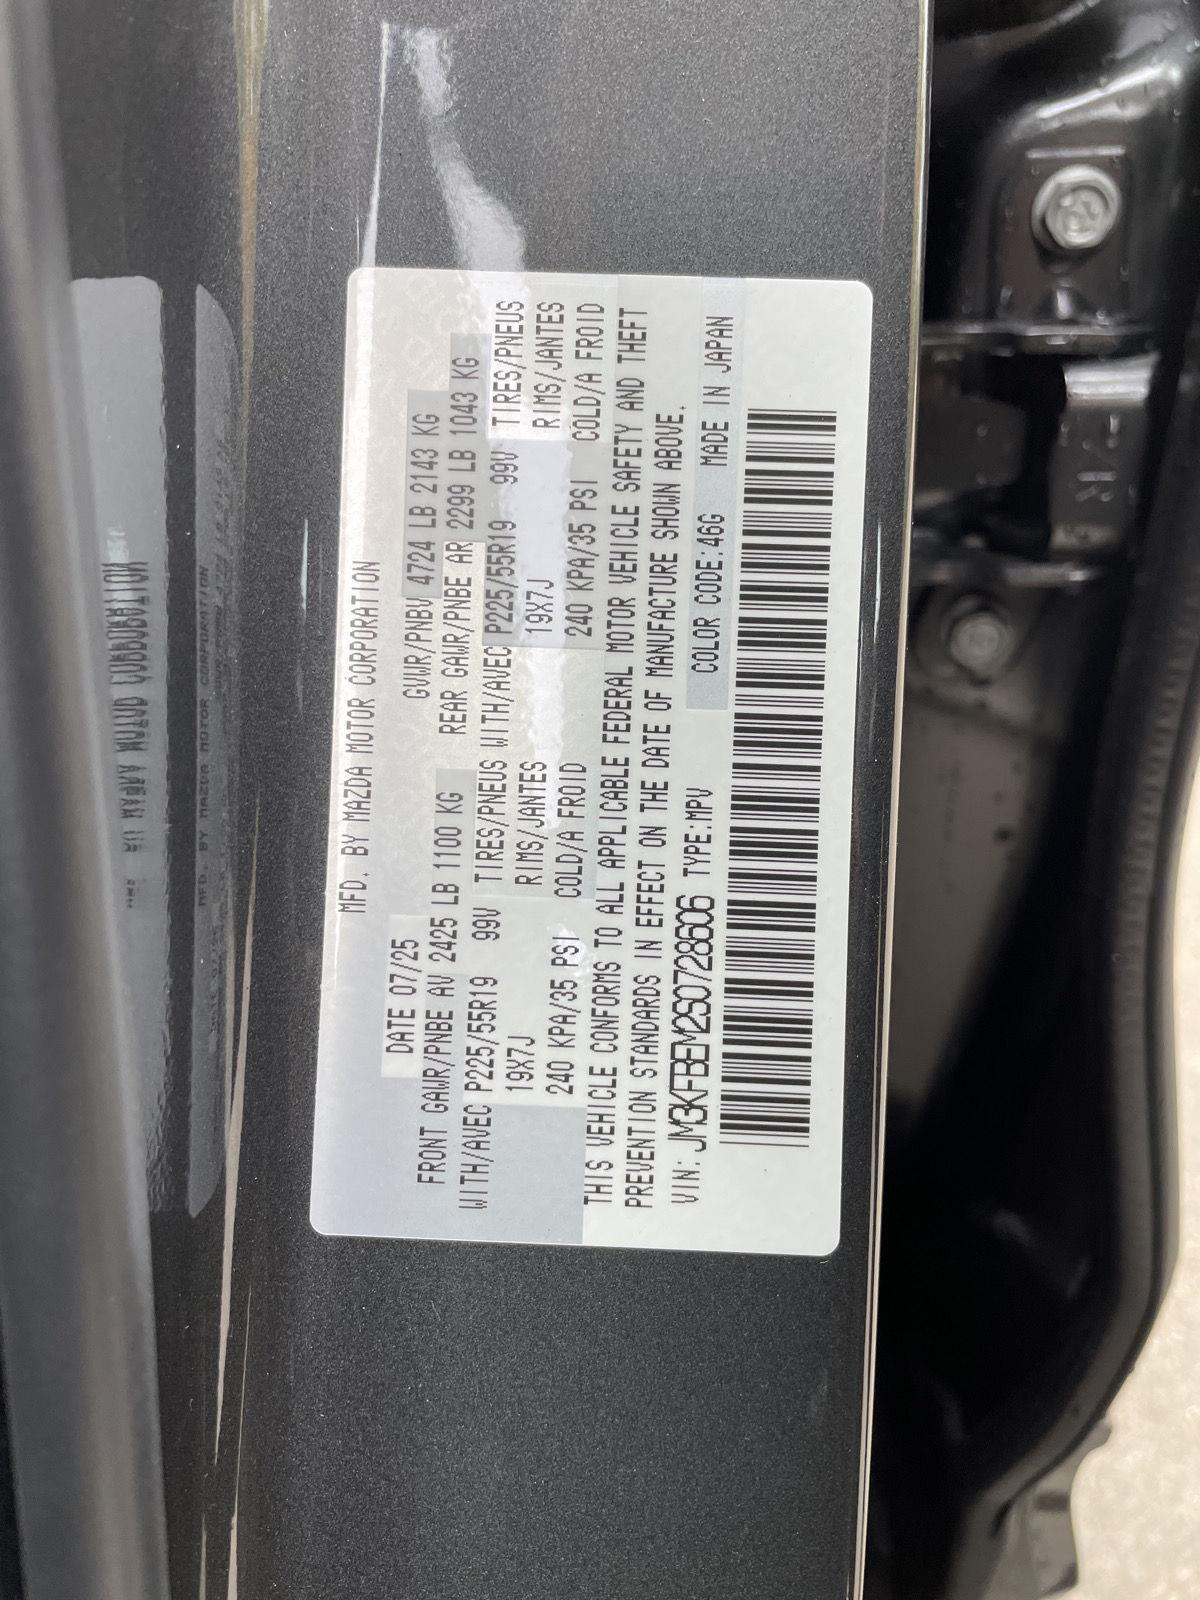 MFD. BY MAZDA MOTOR CORPORATION
DATE 07/25 GVWR/PNBV 4724 LB 2143 KG
FRONT GAWR/PNBE AV 2425 LB 1100 KG REAR GAWR/PNBE AR 2299 LB 1043 KG
WITH/AVEC P225/55R19 99V TIRES/PNEUS WITH/AVEC P225/55R19 99V TIRES/PNEUS
19X7J RIMS/JANTES 19X7J RIMS/JANTES
240 KPA/35 PSI COLD/A FROID 240 KPA/35 PSI COLD/A FROID
THIS VEHICLE CONFORMS TO ALL APPLICABLE FEDERAL MOTOR VEHICLE SAFETY AND THEFT
PREVENTION STANDARDS IN EFFECT ON THE DATE OF MANUFACTURE SHOWN ABOVE.
VIN: JM3KFBEM2S0728606 TYPE:MPV COLOR CODE:46G MADE IN JAPAN
MFD. BY MAZDA MOTOR CORPORATION